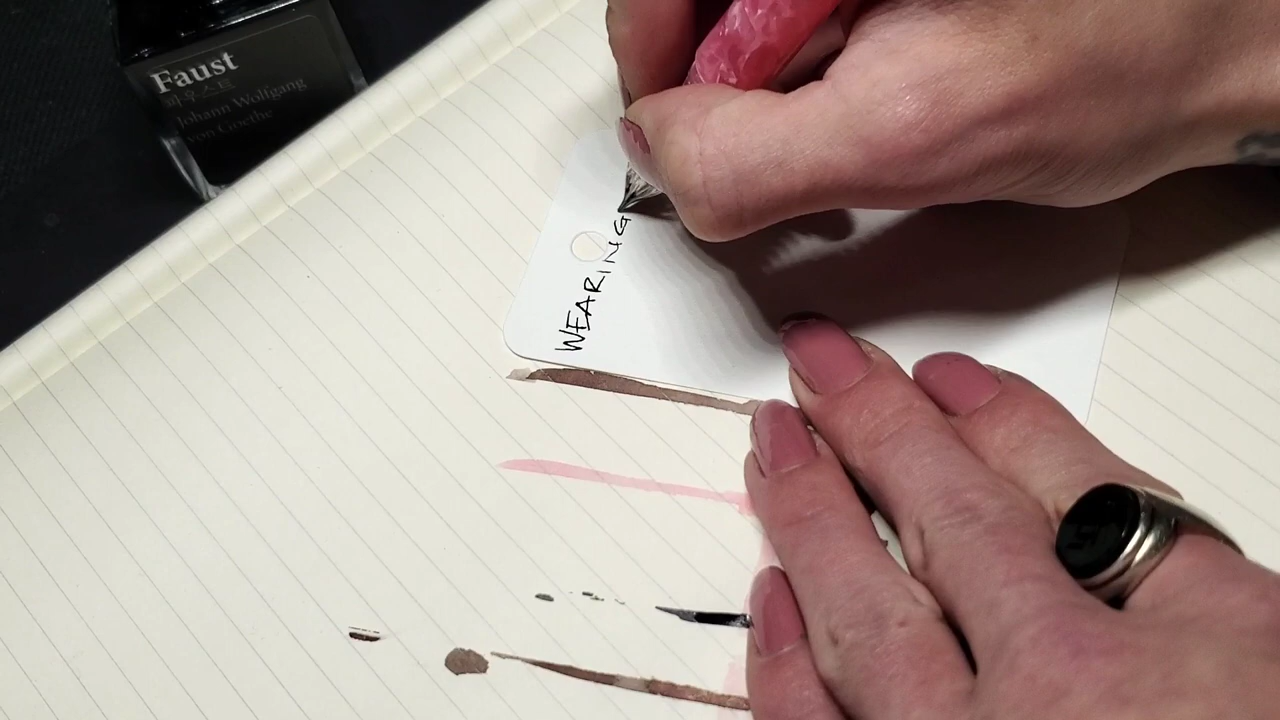 Faust
파우스트
Johann Wolfgang
von Goethe
WEARING